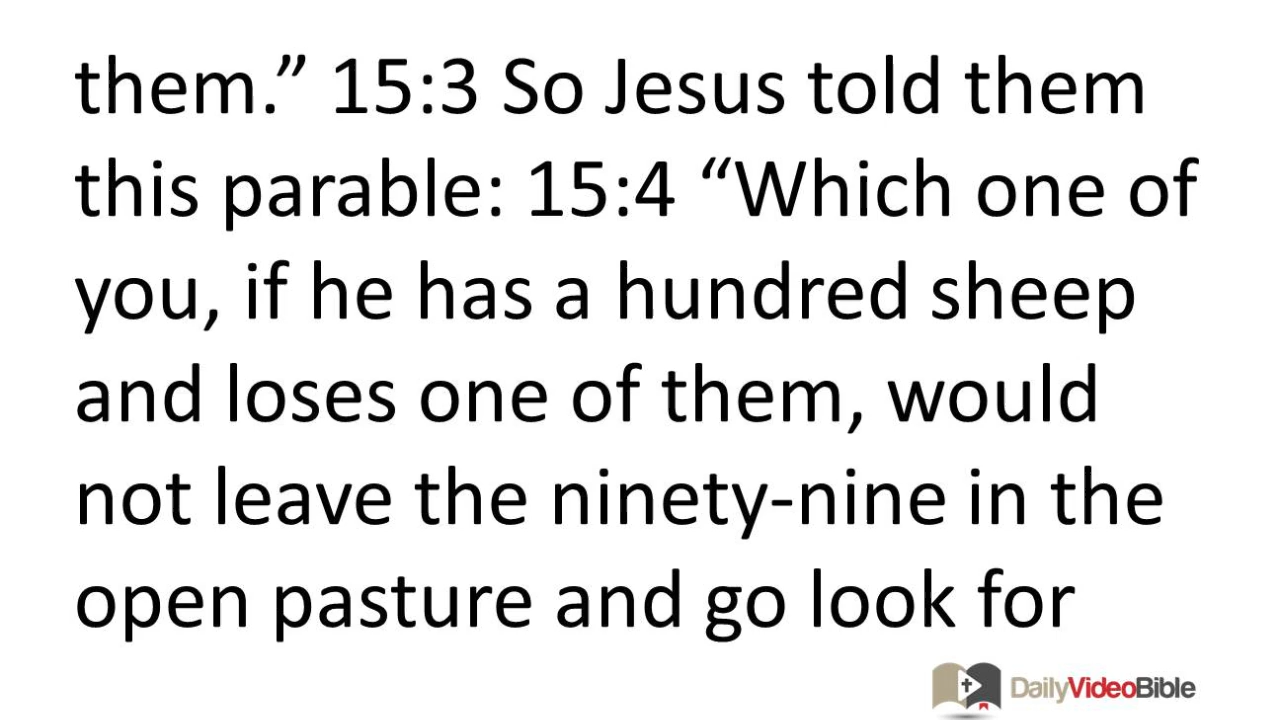 them.” 15:3 So Jesus told them
this parable: 15:4 “Which one of
you, if he has a hundred sheep
and loses one of them, would
not leave the ninety-nine in the
open pasture and go look for
DailyVideoBible